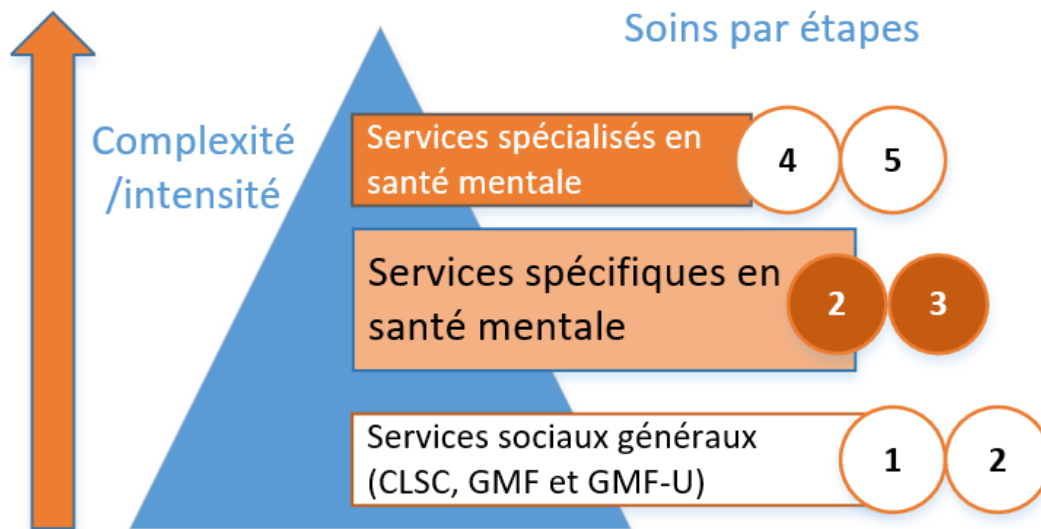 Soins par étapes
Complexité
/intensité
Services spécialisés en
santé mentale
4
5
Services spécifiques en
santé mentale
2
3
Services sociaux généraux
(CLSC, GMF et GMF-U)
1
2